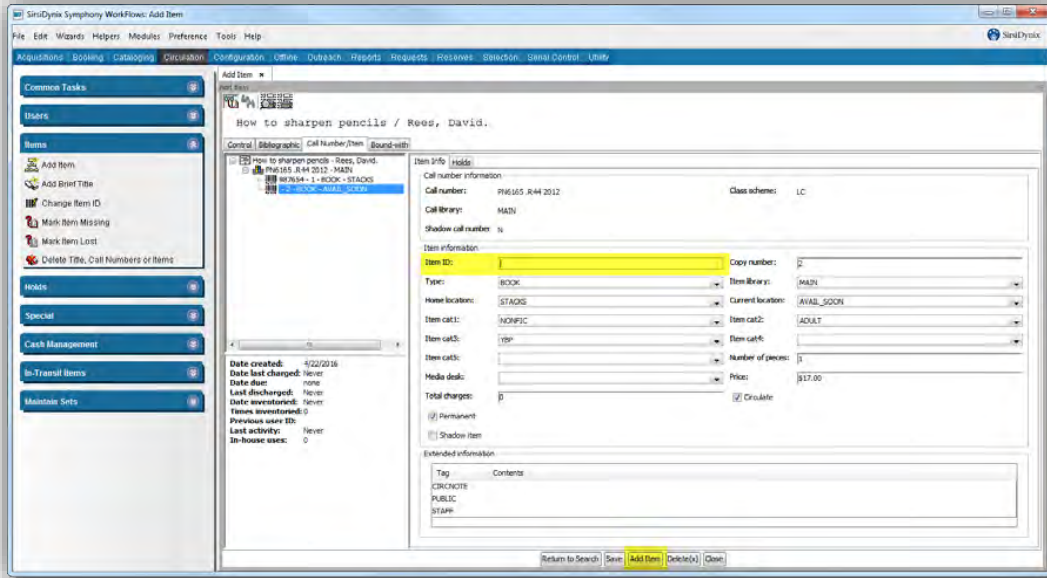 SirsiDynix Symphony WorkFlows: Add Item
File Edit Wizards Helpers Modules Preference Tools Help
SirsiDynix
Acquisitions Booking Cataloging Circulation Configuration Offline Outreach Reports Requests Reserves Selection Serial Control Utility
Common Tasks
Users
Items
Add Item
Add Brief Title
Change Item ID
Mark Item Missing
Mark Item Lost
Delete Title, Call Numbers or Items
Holds
Special
Cash Management
In-Transit Items
Maintain Sets
Add Item
Add Item
How to sharpen pencils / Rees, David.
Control Bibliographic Call Number/Item Bound-with
How to sharpen pencils - Rees, David.
PN6165 .R44 2012 - MAIN
987654 - 1 - BOOK - STACKS
- 2 - BOOK - AVAIL_SOON
Date created: 4/22/2016
Date last charged: Never
Date due: none
Last discharged: Never
Date inventoried: Never
Times inventoried: 0
Previous user ID:
Last activity: Never
In-house uses: 0
Item Info Holds
Call number information
Call number: PN6165 .R44 2012 Class scheme: LC
Call library: MAIN
Shadow call number N
Item information
Item ID: Copy number: 2
Type: BOOK Item library: MAIN
Home location: STACKS Current location: AVAIL_SOON
Item cat1: NONFIC Item cat2: ADULT
Item cat3: YBP Item cat4:
Item cat5: Number of pieces: 1
Media desk: Price: $17.00
Total charges: 0 Circulate
Permanent
Shadow item
Extended information
Tag Contents
CIRCNOTE
PUBLIC
STAFF
Return to Search Save Add Item Delete(x) Close